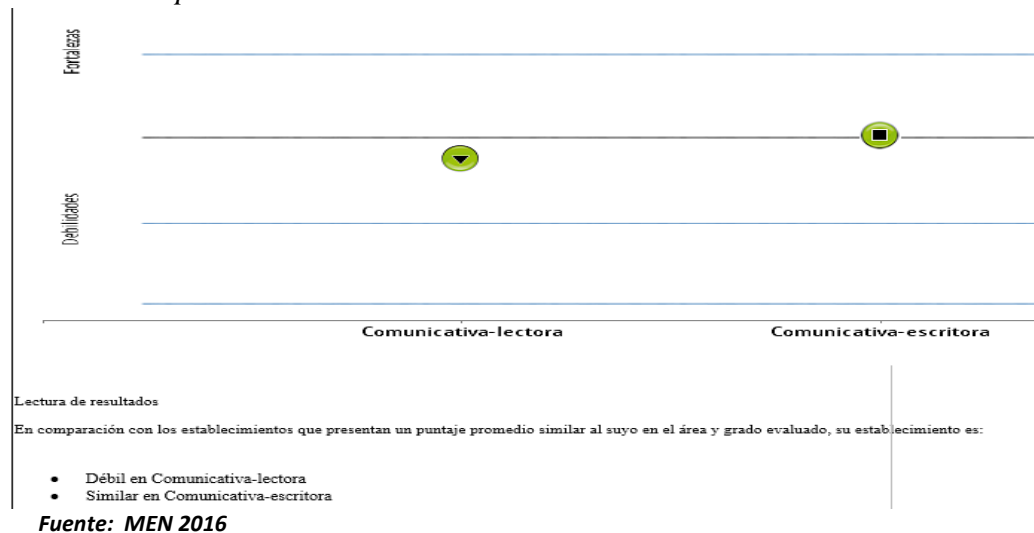 Fortalezas
Debilidades
Comunicativa-lectora
Comunicativa-escritora
Lectura de resultados
En comparación con los establecimientos que presentan un puntaje promedio similar al suyo en el área y grado evaluado, su establecimiento es:
• Débil en Comunicativa-lectora
• Similar en Comunicativa-escritora
Fuente: MEN 2016